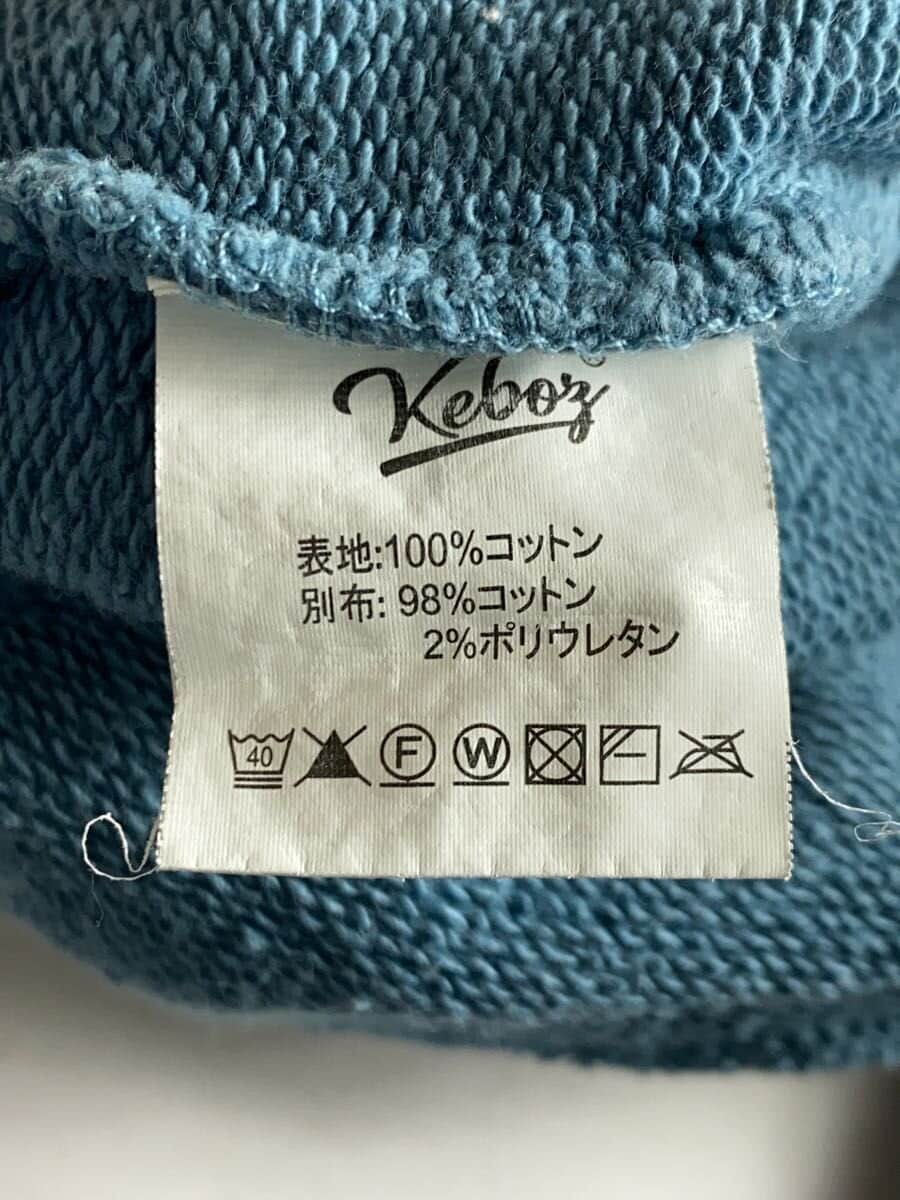 Keboz
表地:100%コットン
別布: 98%コットン
2%ポリウレタン
40 F W